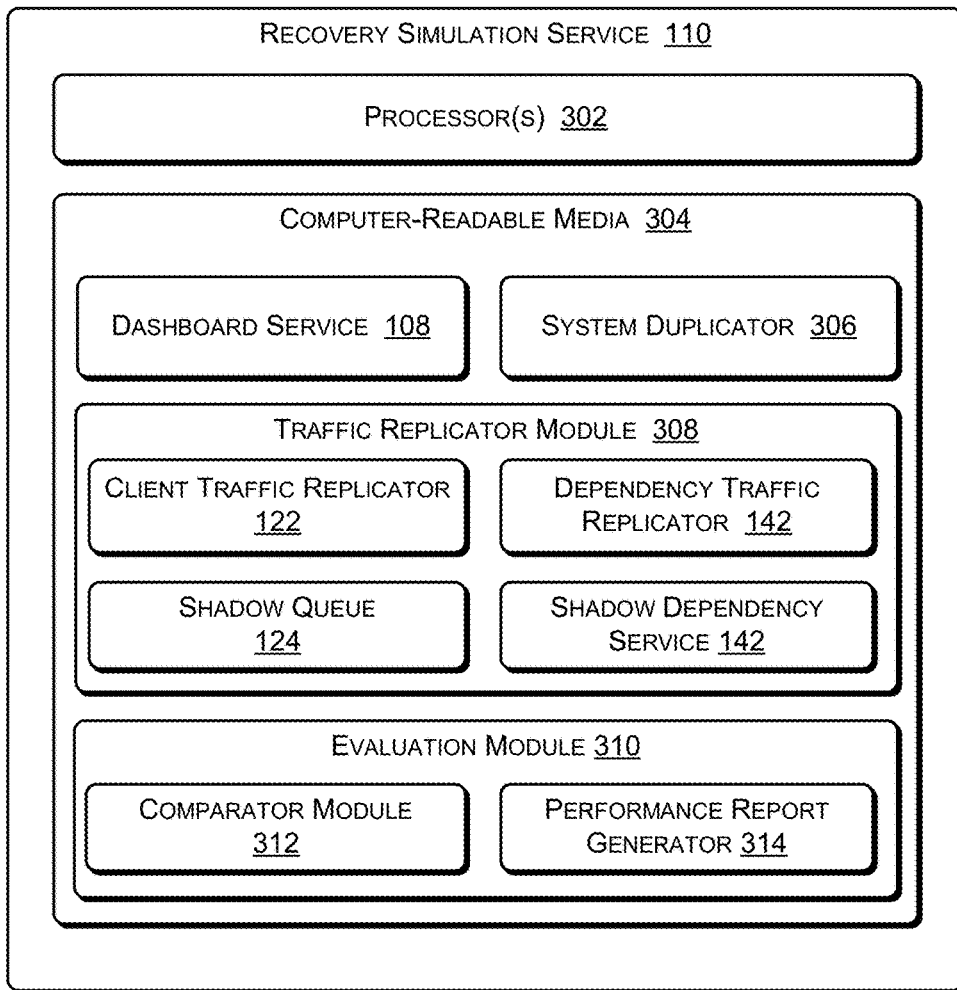 RECOVERY SIMULATION SERVICE 110
PROCESSOR(S) 302
COMPUTER-READABLE MEDIA 304
DASHBOARD SERVICE 108
SYSTEM DUPLICATOR 306
TRAFFIC REPLICATOR MODULE 308
CLIENT TRAFFIC REPLICATOR
122
DEPENDENCY TRAFFIC
REPLICATOR 142
SHADOW QUEUE
124
SHADOW DEPENDENCY
SERVICE 142
EVALUATION MODULE 310
COMPARATOR MODULE
312
PERFORMANCE REPORT
GENERATOR 314